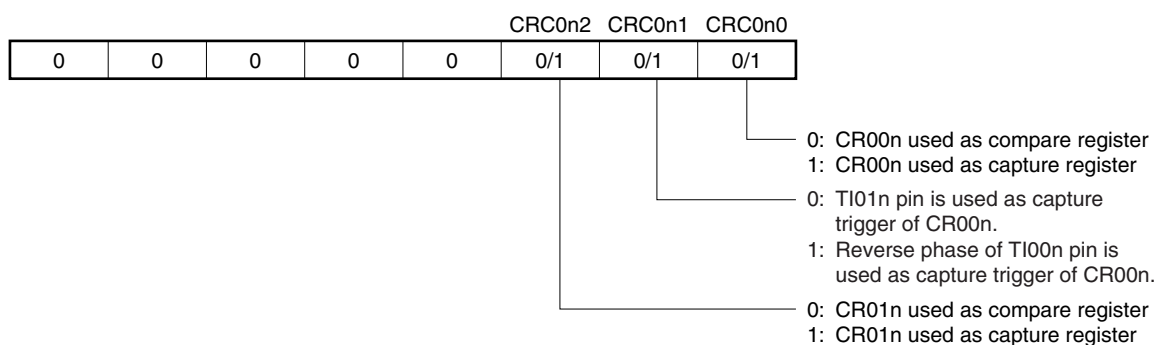 CRC0n2 CRC0n1 CRC0n0
0 0 0 0 0 0/1 0/1 0/1
0: CR00n used as compare register
1: CR00n used as capture register
0: TI01n pin is used as capture
trigger of CR00n.
1: Reverse phase of TI00n pin is
used as capture trigger of CR00n.
0: CR01n used as compare register
1: CR01n used as capture register